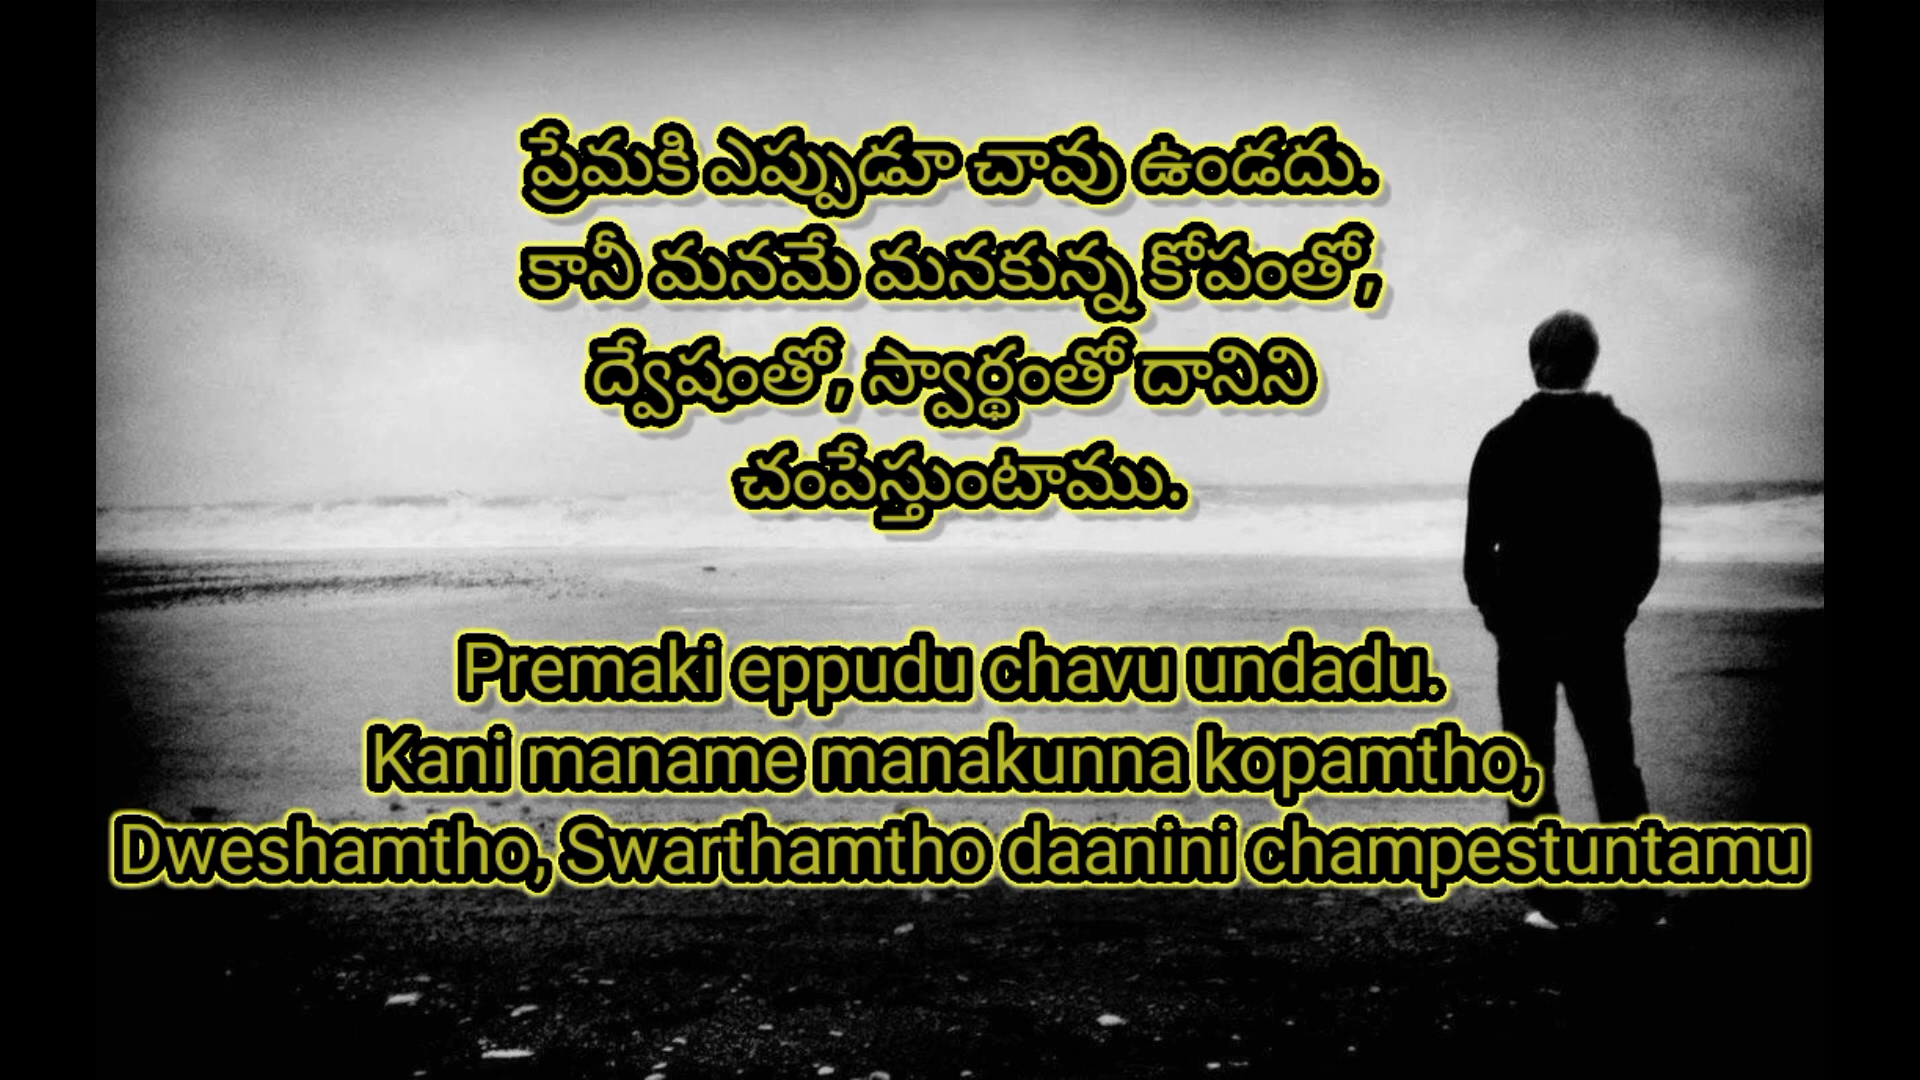 ప్రేమకి ఎప్పుడూ చావు ఉండదు.
కానీ మనమే మనకున్న కోపంతో,
ద్వేషంతో, స్వార్థంతో దానిని
చంపేస్తుంటాము.
Premaki eppudu chavu undadu.
Kani maname manakunna kopamtho,
Dweshamtho, Swarthamtho daanini champestuntamu